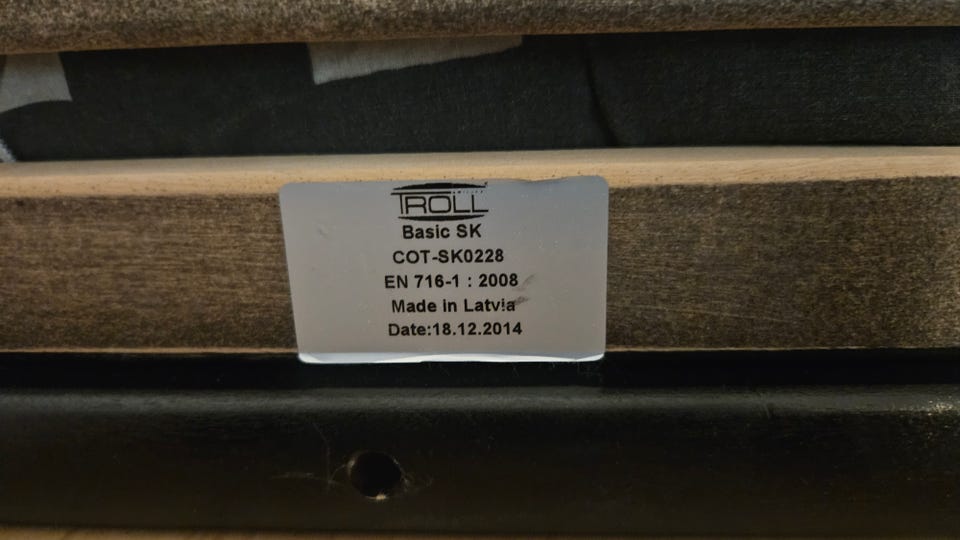 TROLL
Basic SK
COT-SK0228
EN 716-1 : 2008
Made in Latvia
Date:18.12.2014